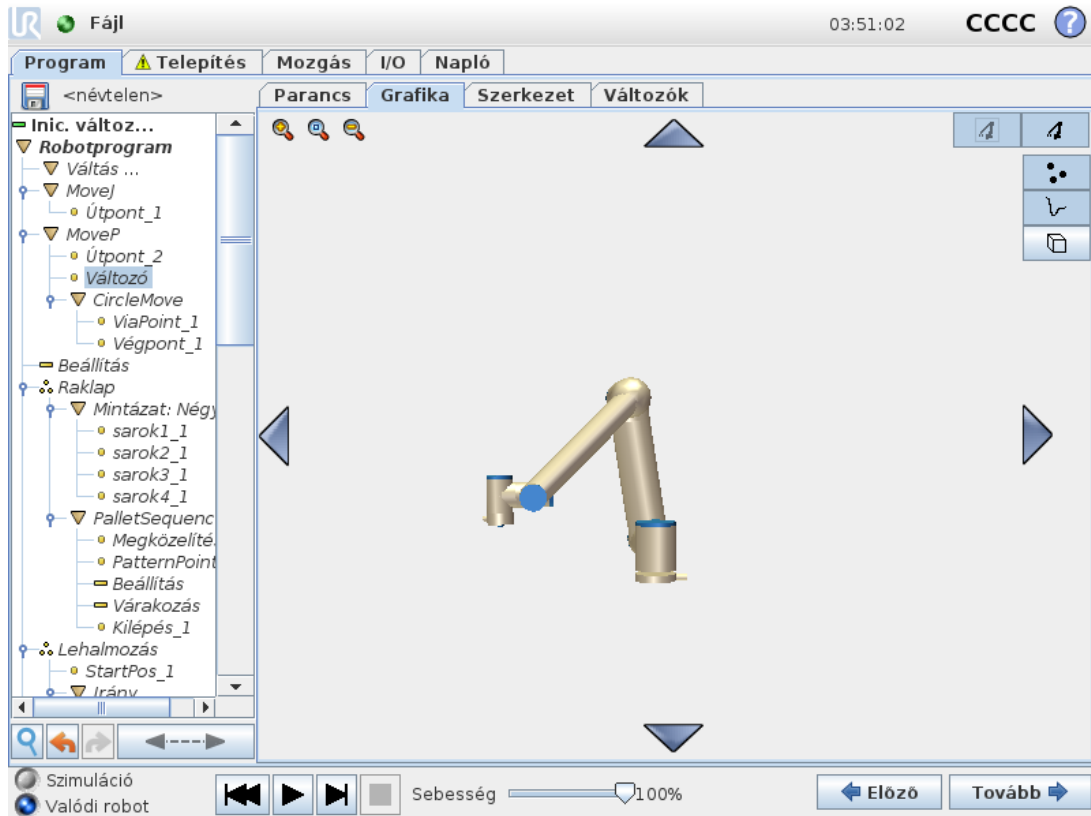 UR Fájl 03:51:02 CCCC ?
Program Telepítés Mozgás I/O Napló
<névtelen> Parancs Grafika Szerkezet Változók
Inic. változ...
Robotprogram
Váltás ...
MoveJ
Útpont_1
MoveP
Útpont_2
Változó
CircleMove
ViaPoint_1
Végpont_1
Beállítás
Raklap
Mintázat: Négy
sarok1_1
sarok2_1
sarok3_1
sarok4_1
PalletSequenc
Megközelíté
PatternPoint
Beállítás
Várakozás
Kilépés_1
Lehalmozás
StartPos_1
Irány
Szimuláció
Valódi robot
Sebesség 100% Előző Tovább